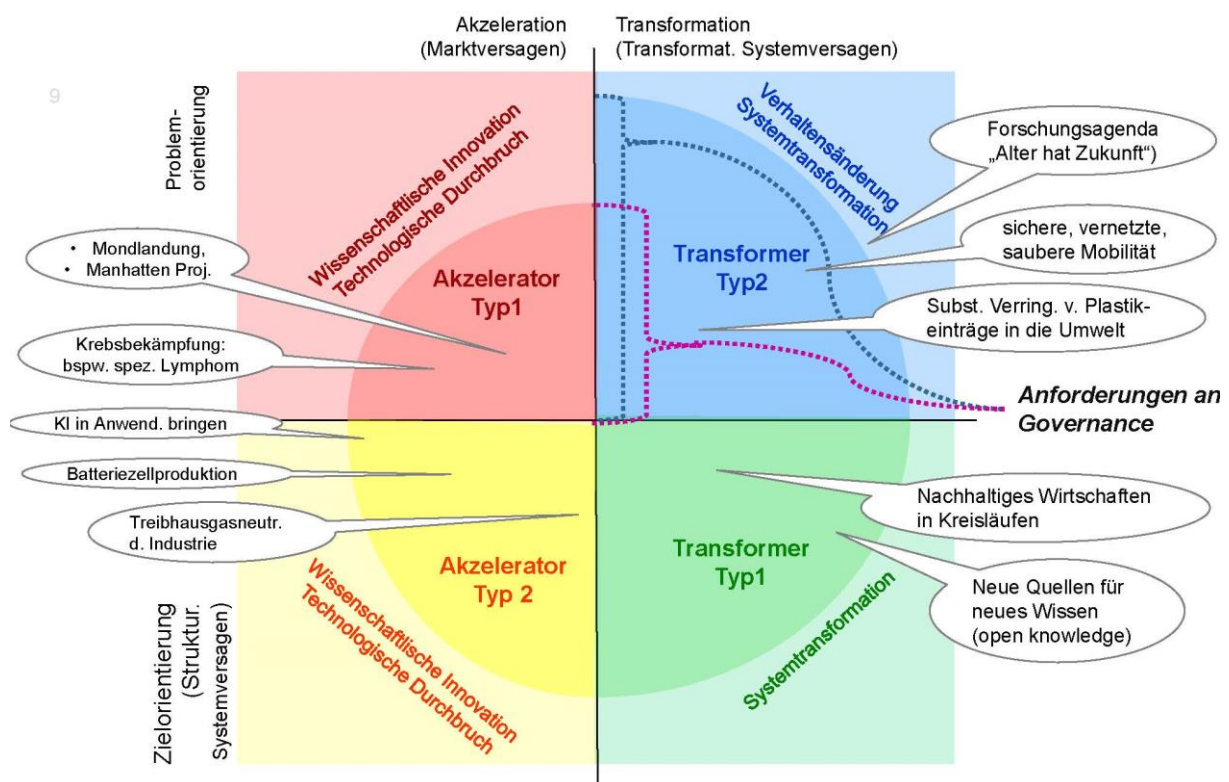 Akzeleration
(Marktversagen)
Transformation
(Transformat. Systemversagen)
9
Problem-
orientierung
Wissenschaftlische Innovation
Technologische Durchbruch
Verhaltensänderung
Systemtransformation
Forschungsagenda
„Alter hat Zukunft“)
• Mondlandung,
• Manhatten Proj.
Akzelerator
Typ1
Transformer
Typ2
sichere, vernetzte,
saubere Mobilität
Krebsbekämpfung:
bspw. spez. Lymphom
Subst. Verring. v. Plastik-
einträge in die Umwelt
KI in Anwend. bringen
Anforderungen an
Governance
Batteriezellproduktion
Treibhausgasneutr.
d. Industrie
Akzelerator
Typ 2
Transformer
Typ1
Nachhaltiges Wirtschaften
in Kreisläufen
Neue Quellen für
neues Wissen
(open knowledge)
Zielorientierung
(Struktur.
Systemversagen)
Wissenschaftlische Innovation
Technologische Durchbruch
Systemtransformation